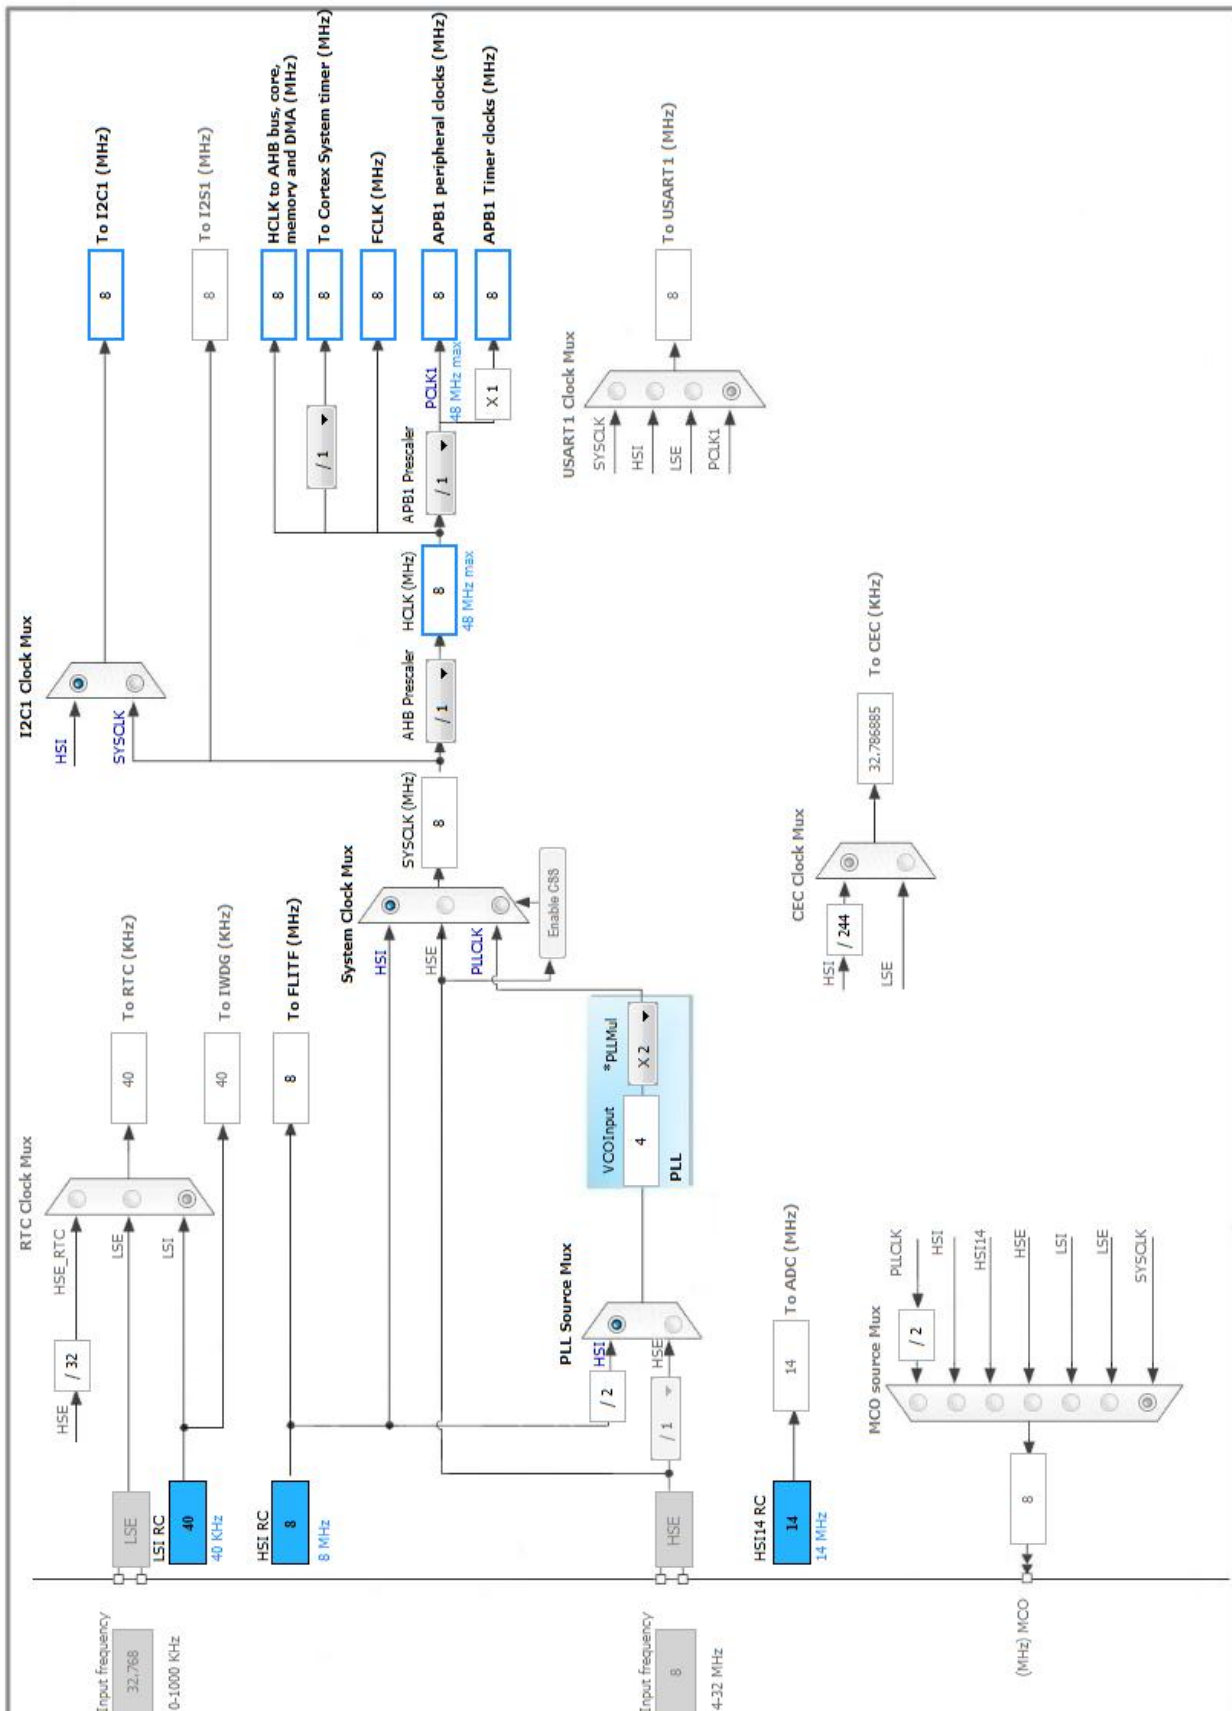 Input frequency
32.768
0-1000 KHz
LSE
LSI RC
40
40 KHz
HSI RC
8
8 MHz
HSE
/ 32
HSE_RTC
LSE
LSI
RTC Clock Mux
40
To RTC (KHz)
40
To IWDG (KHz)
8
To FLITF (MHz)
I2C1 Clock Mux
HSI
SYSCLK
8
To I2C1 (MHz)
8
To I2S1 (MHz)
System Clock Mux
HSI
HSE
PLLCLK
Enable CSS
SYSCLK (MHz)
8
AHB Prescaler
/ 1
HCLK (MHz)
8
48 MHz max
APB1 Prescaler
/ 1
/ 1
PCLK1
48 MHz max
X 1
8
HCLK to AHB bus, core,
memory and DMA (MHz)
8
To Cortex System timer (MHz)
8
FCLK (MHz)
8
APB1 peripheral clocks (MHz)
8
APB1 Timer clocks (MHz)
Input frequency
8
4-32 MHz
HSE
/ 2
/ 1
PLL Source Mux
HSI
HSE
VCOInput
4
*PLLMul
X 2
PLL
USART1 Clock Mux
SYSCLK
HSI
LSE
PCLK1
8
To USART1 (MHz)
HSI14 RC
14
14 MHz
14
To ADC (MHz)
CEC Clock Mux
HSI
/ 244
LSE
32.786885
To CEC (KHz)
MCO source Mux
/ 2
PLLCLK
HSI
HSI14
HSE
LSI
LSE
SYSCLK
8
(MHz) MCO